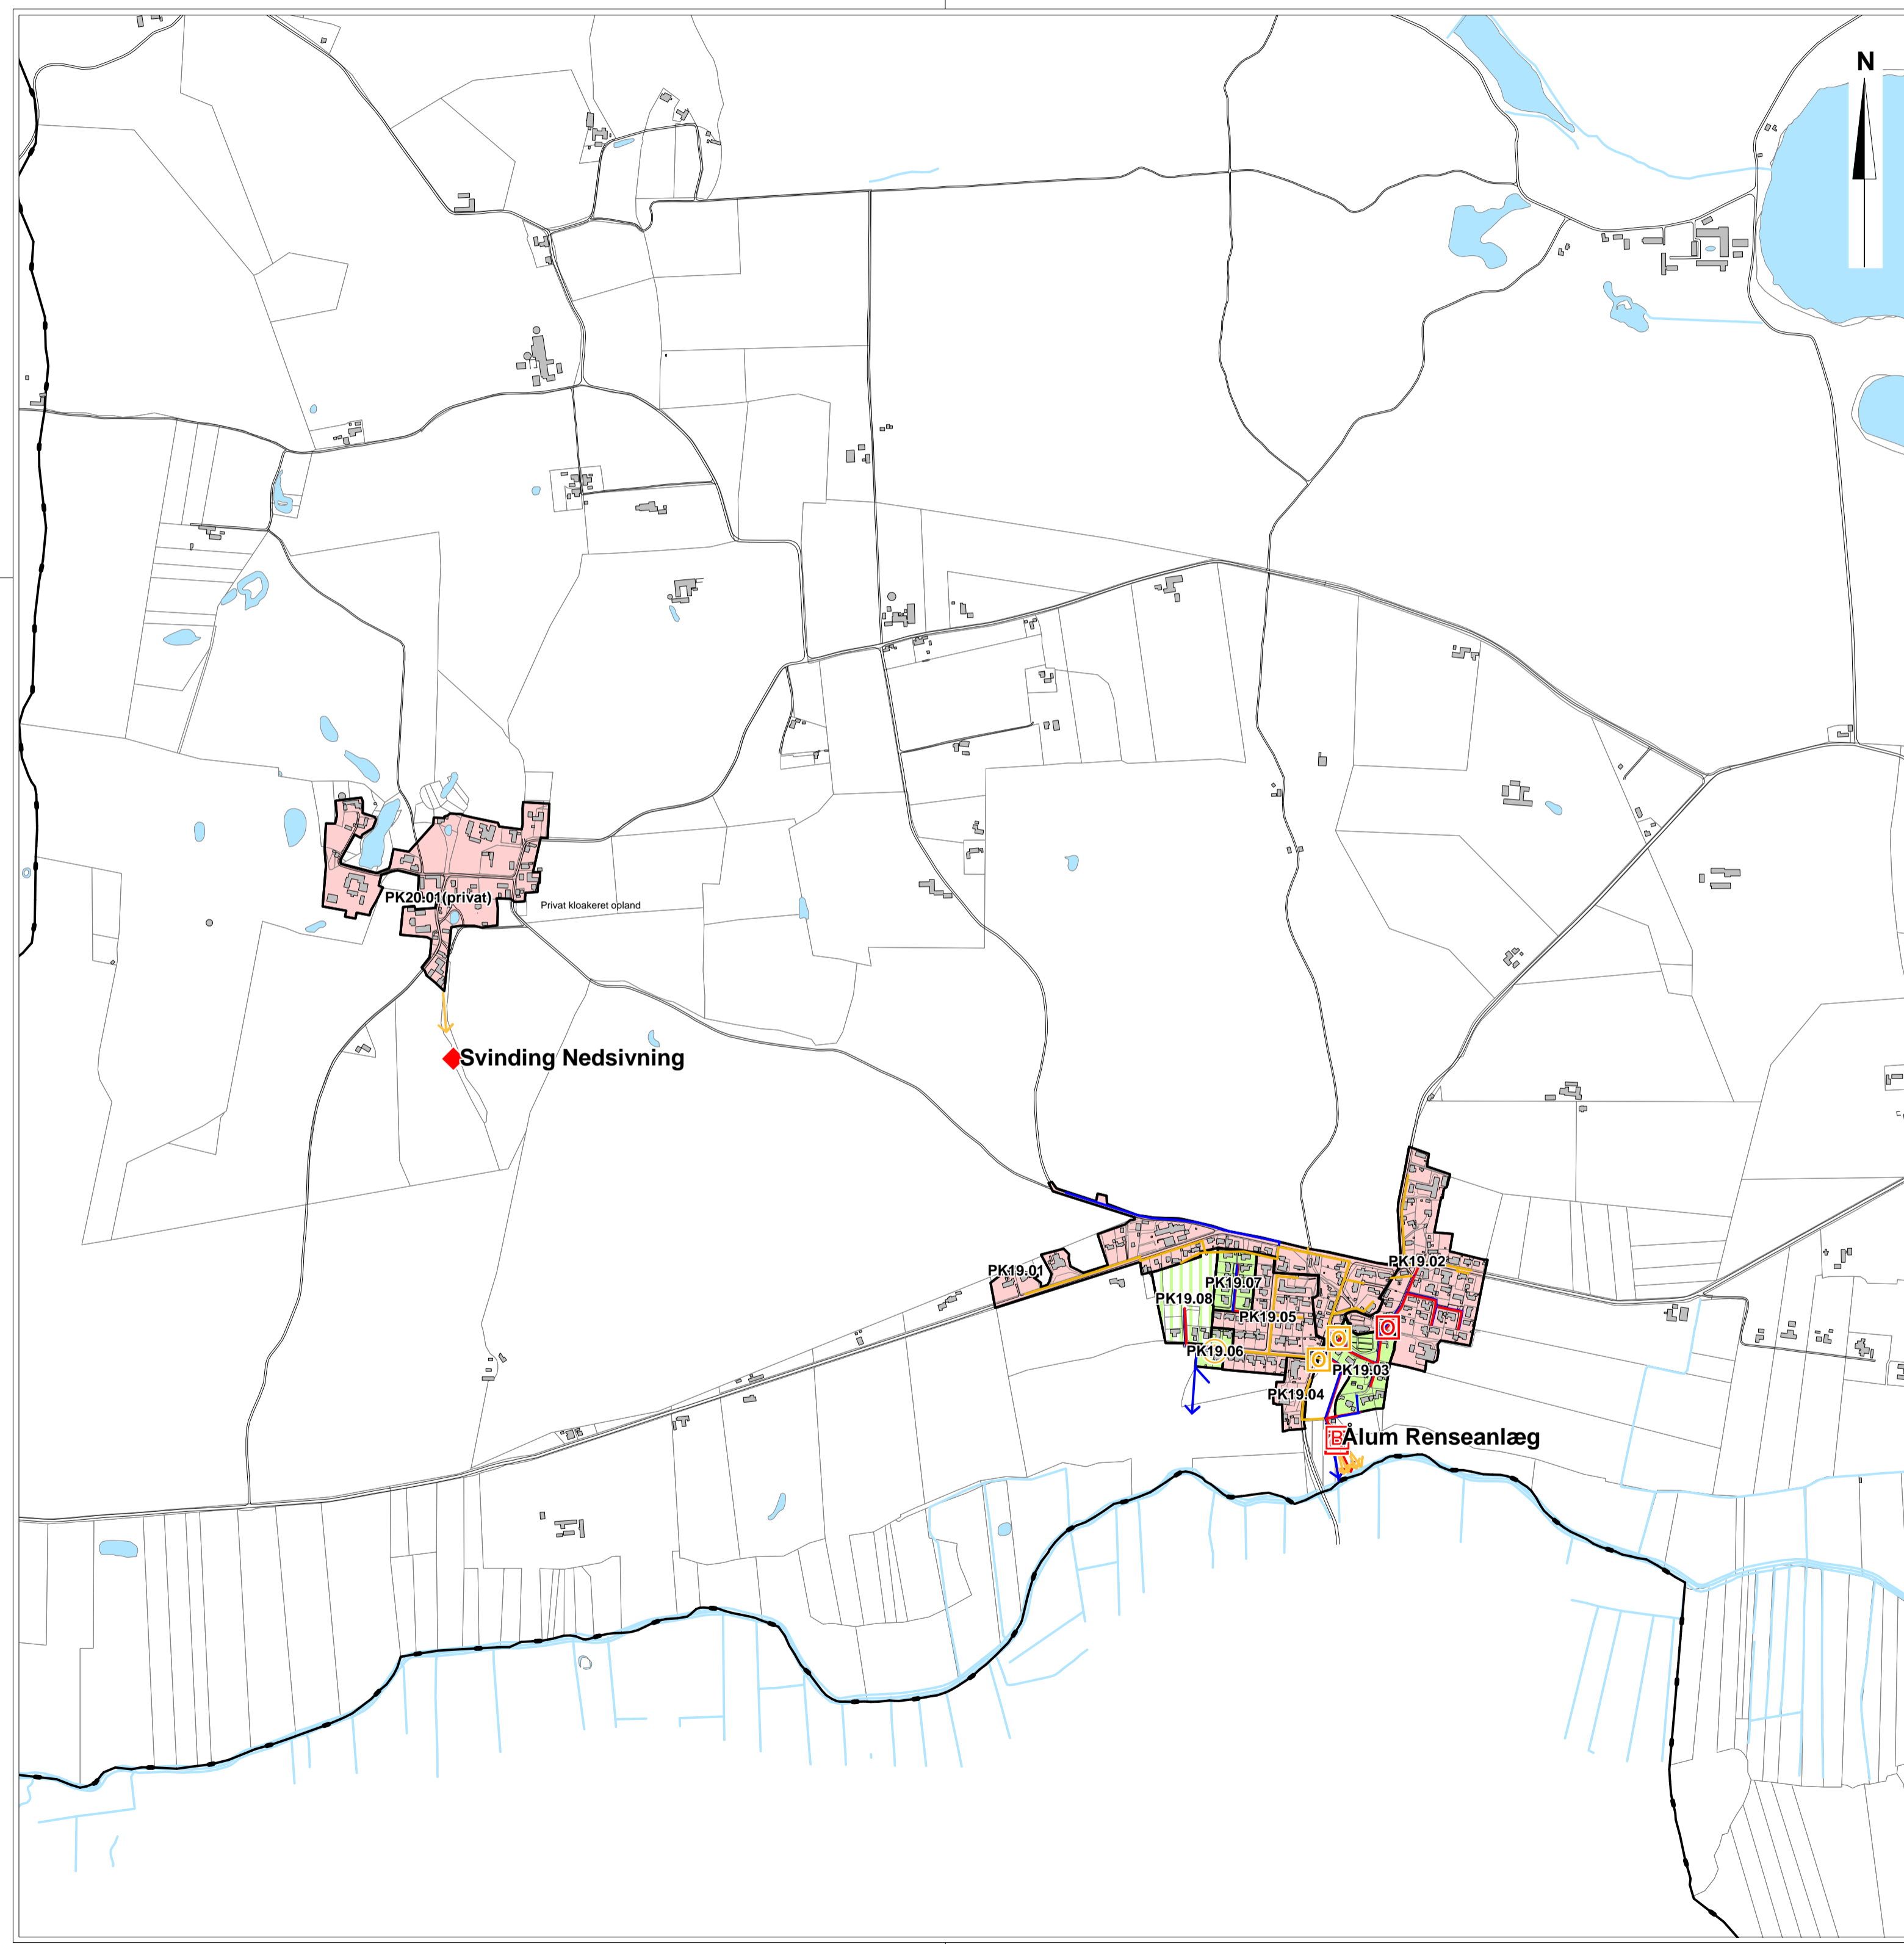 N
PK20.01(privat)
Privat kloakeret opland
Svinding Nedsivning
PK19.01
PK19.02
PK19.07
PK19.08
PK19.05
PK19.06
PK19.03
PK19.04
B
Ålum Renseanlæg